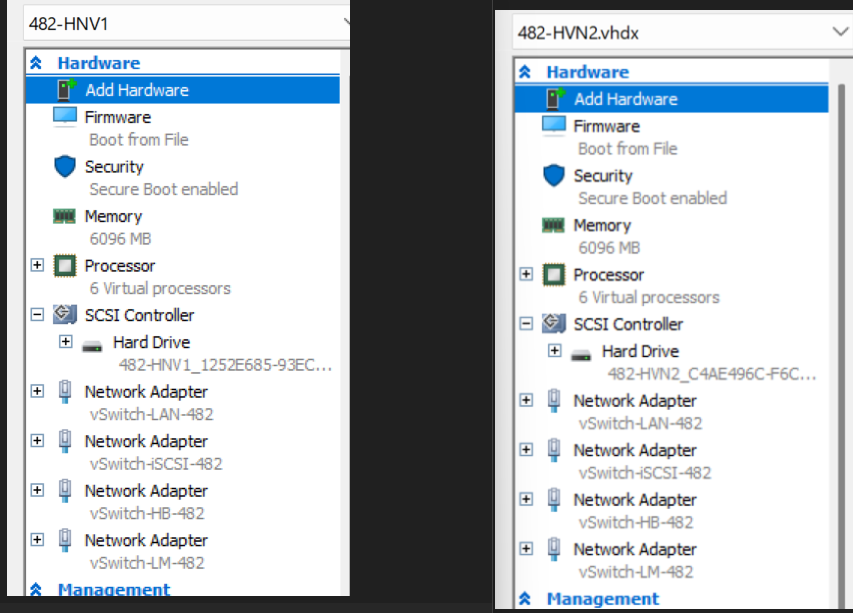 482-HNV1
Hardware
Add Hardware
Firmware
Boot from File
Security
Secure Boot enabled
Memory
6096 MB
Processor
6 Virtual processors
SCSI Controller
Hard Drive
482-HNV1_1252E685-93EC...
Network Adapter
vSwitch-LAN-482
Network Adapter
vSwitch-iSCSI-482
Network Adapter
vSwitch-HB-482
Network Adapter
vSwitch-LM-482
Management
482-HVN2.vhdx
Hardware
Add Hardware
Firmware
Boot from File
Security
Secure Boot enabled
Memory
6096 MB
Processor
6 Virtual processors
SCSI Controller
Hard Drive
482-HVN2_C4AE496C-F6C...
Network Adapter
vSwitch-LAN-482
Network Adapter
vSwitch-iSCSI-482
Network Adapter
vSwitch-HB-482
Network Adapter
vSwitch-LM-482
Management